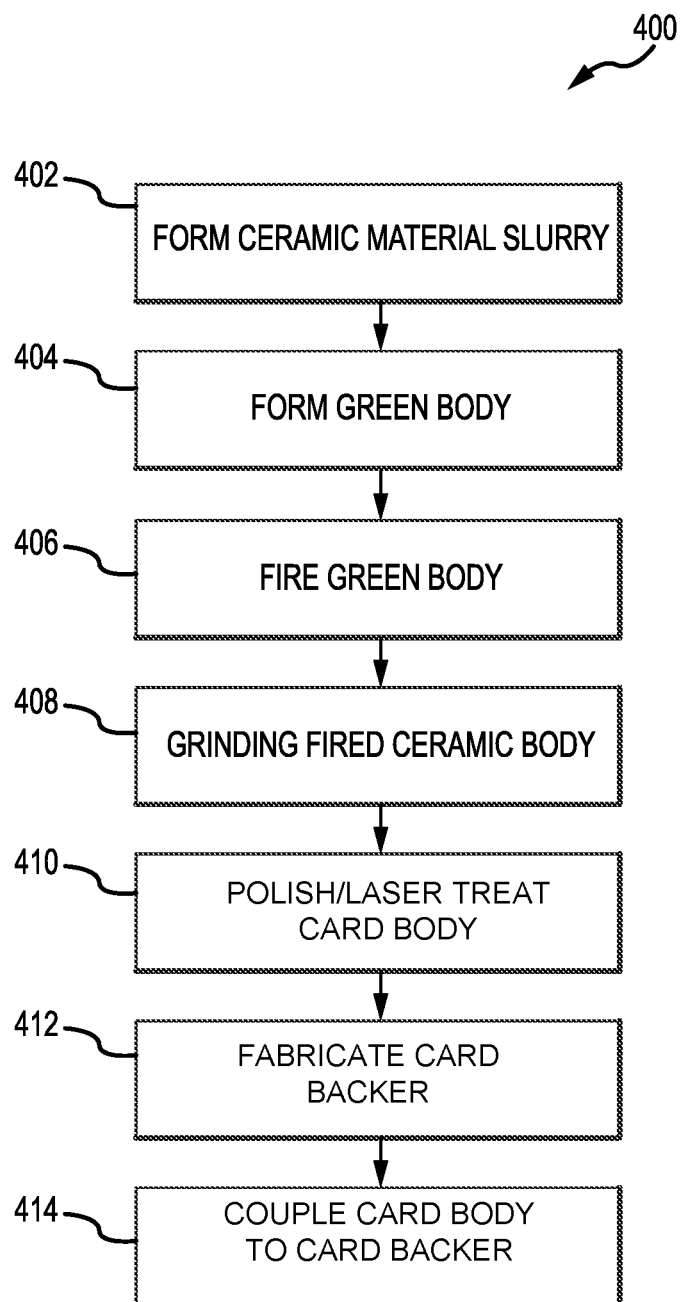 400
402
FORM CERAMIC MATERIAL SLURRY
404
FORM GREEN BODY
406
FIRE GREEN BODY
408
GRINDING FIRED CERAMIC BODY
410
POLISH/LASER TREAT
CARD BODY
412
FABRICATE CARD
BACKER
414
COUPLE CARD BODY
TO CARD BACKER